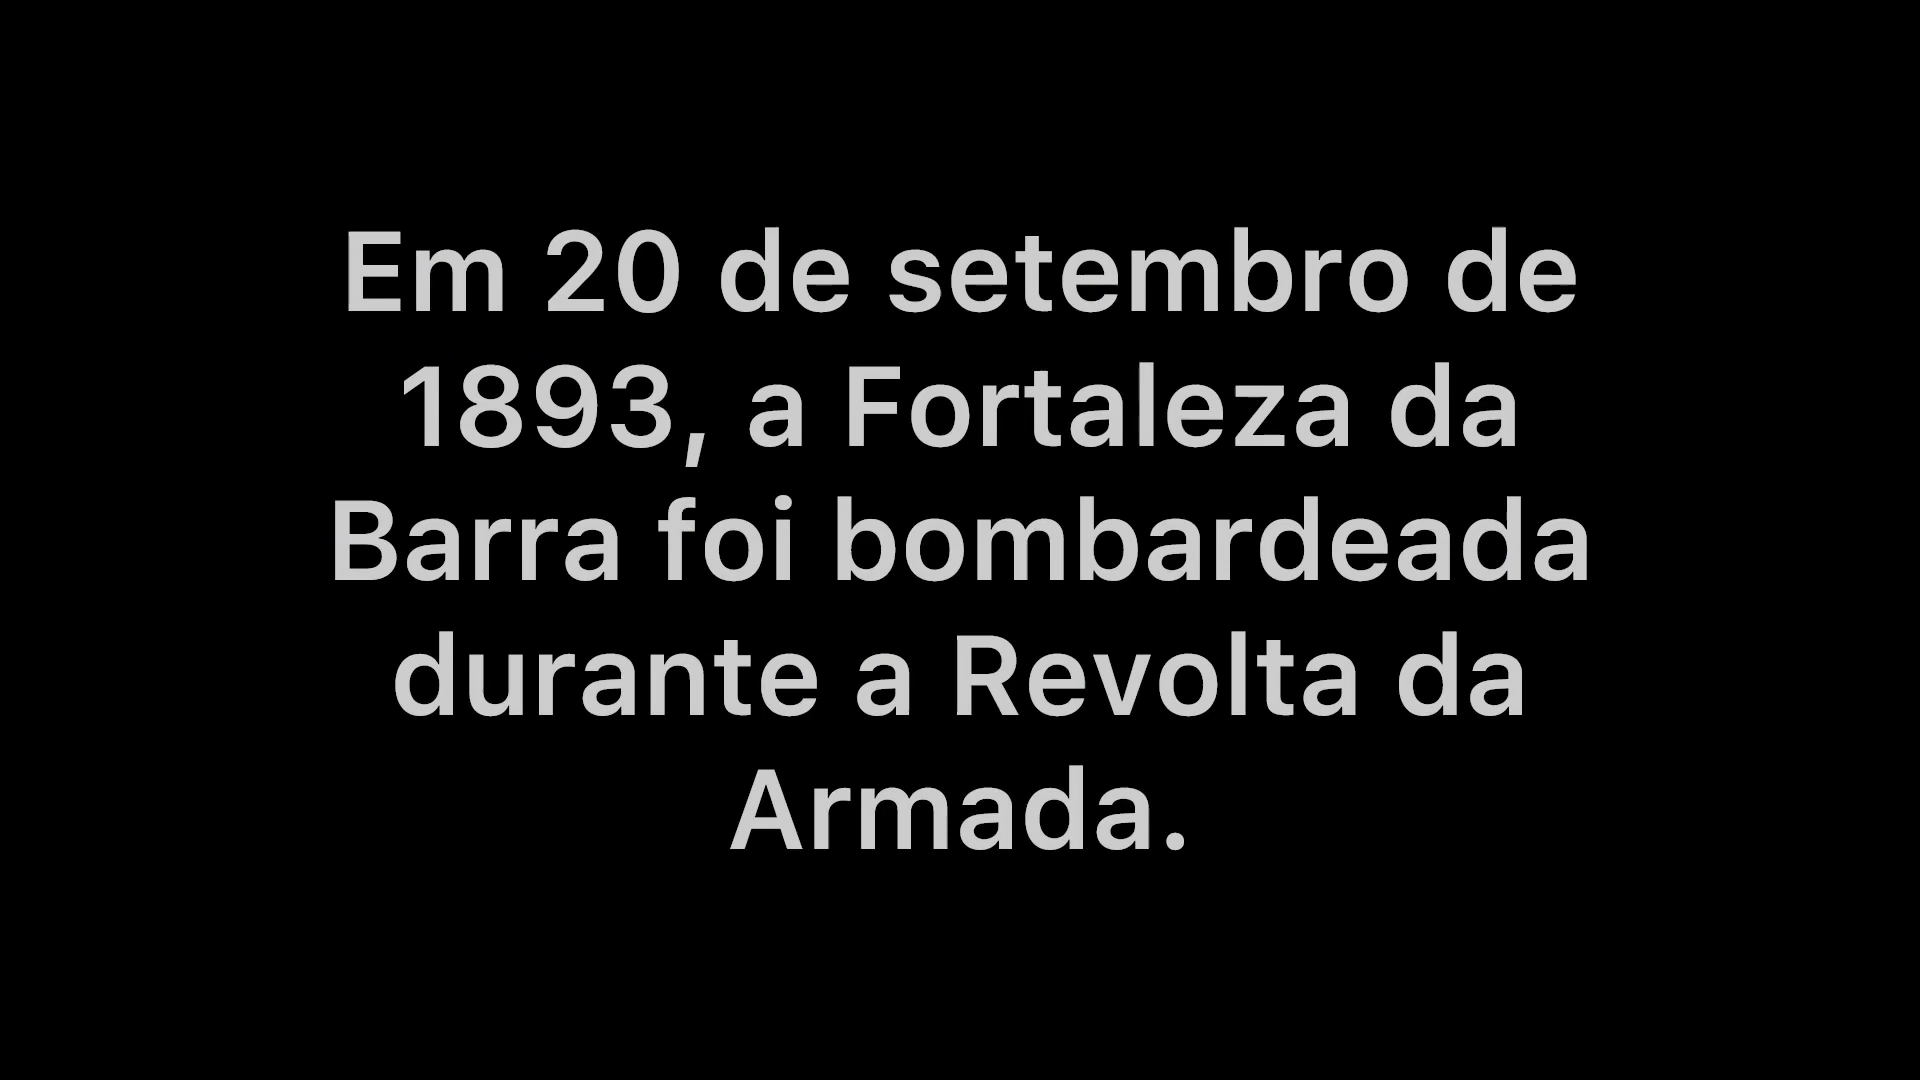 Em 20 de setembro de
1893, a Fortaleza da
Barra foi bombardeada
durante a Revolta da
Armada.